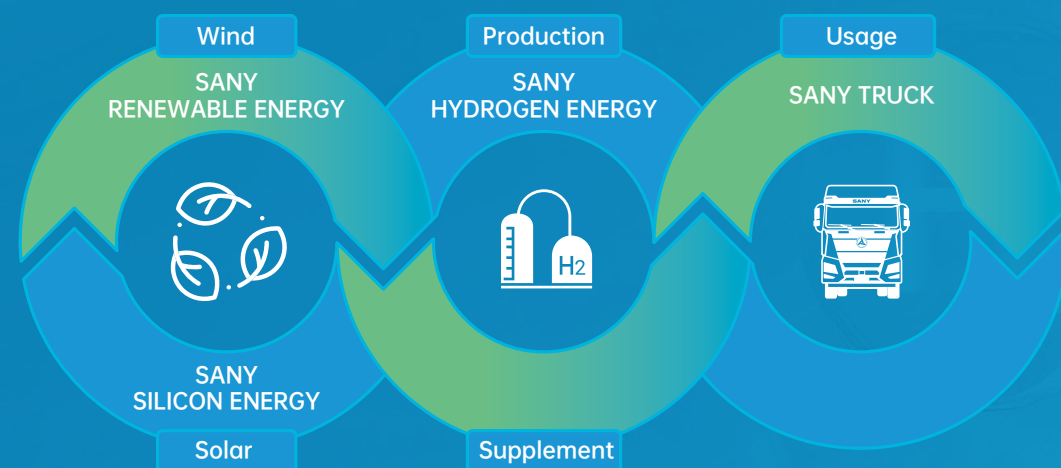 Wind
SANY
RENEWABLE ENERGY
Production
SANY
HYDROGEN ENERGY
Usage
SANY TRUCK
H2
SANY
SANY
SILICON ENERGY
Solar
Supplement